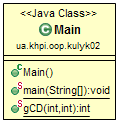 <<Java Class>>
Main
ua.khpi.oop.kulyk02
Main()
main(String[]):void
gCD(int,int):int